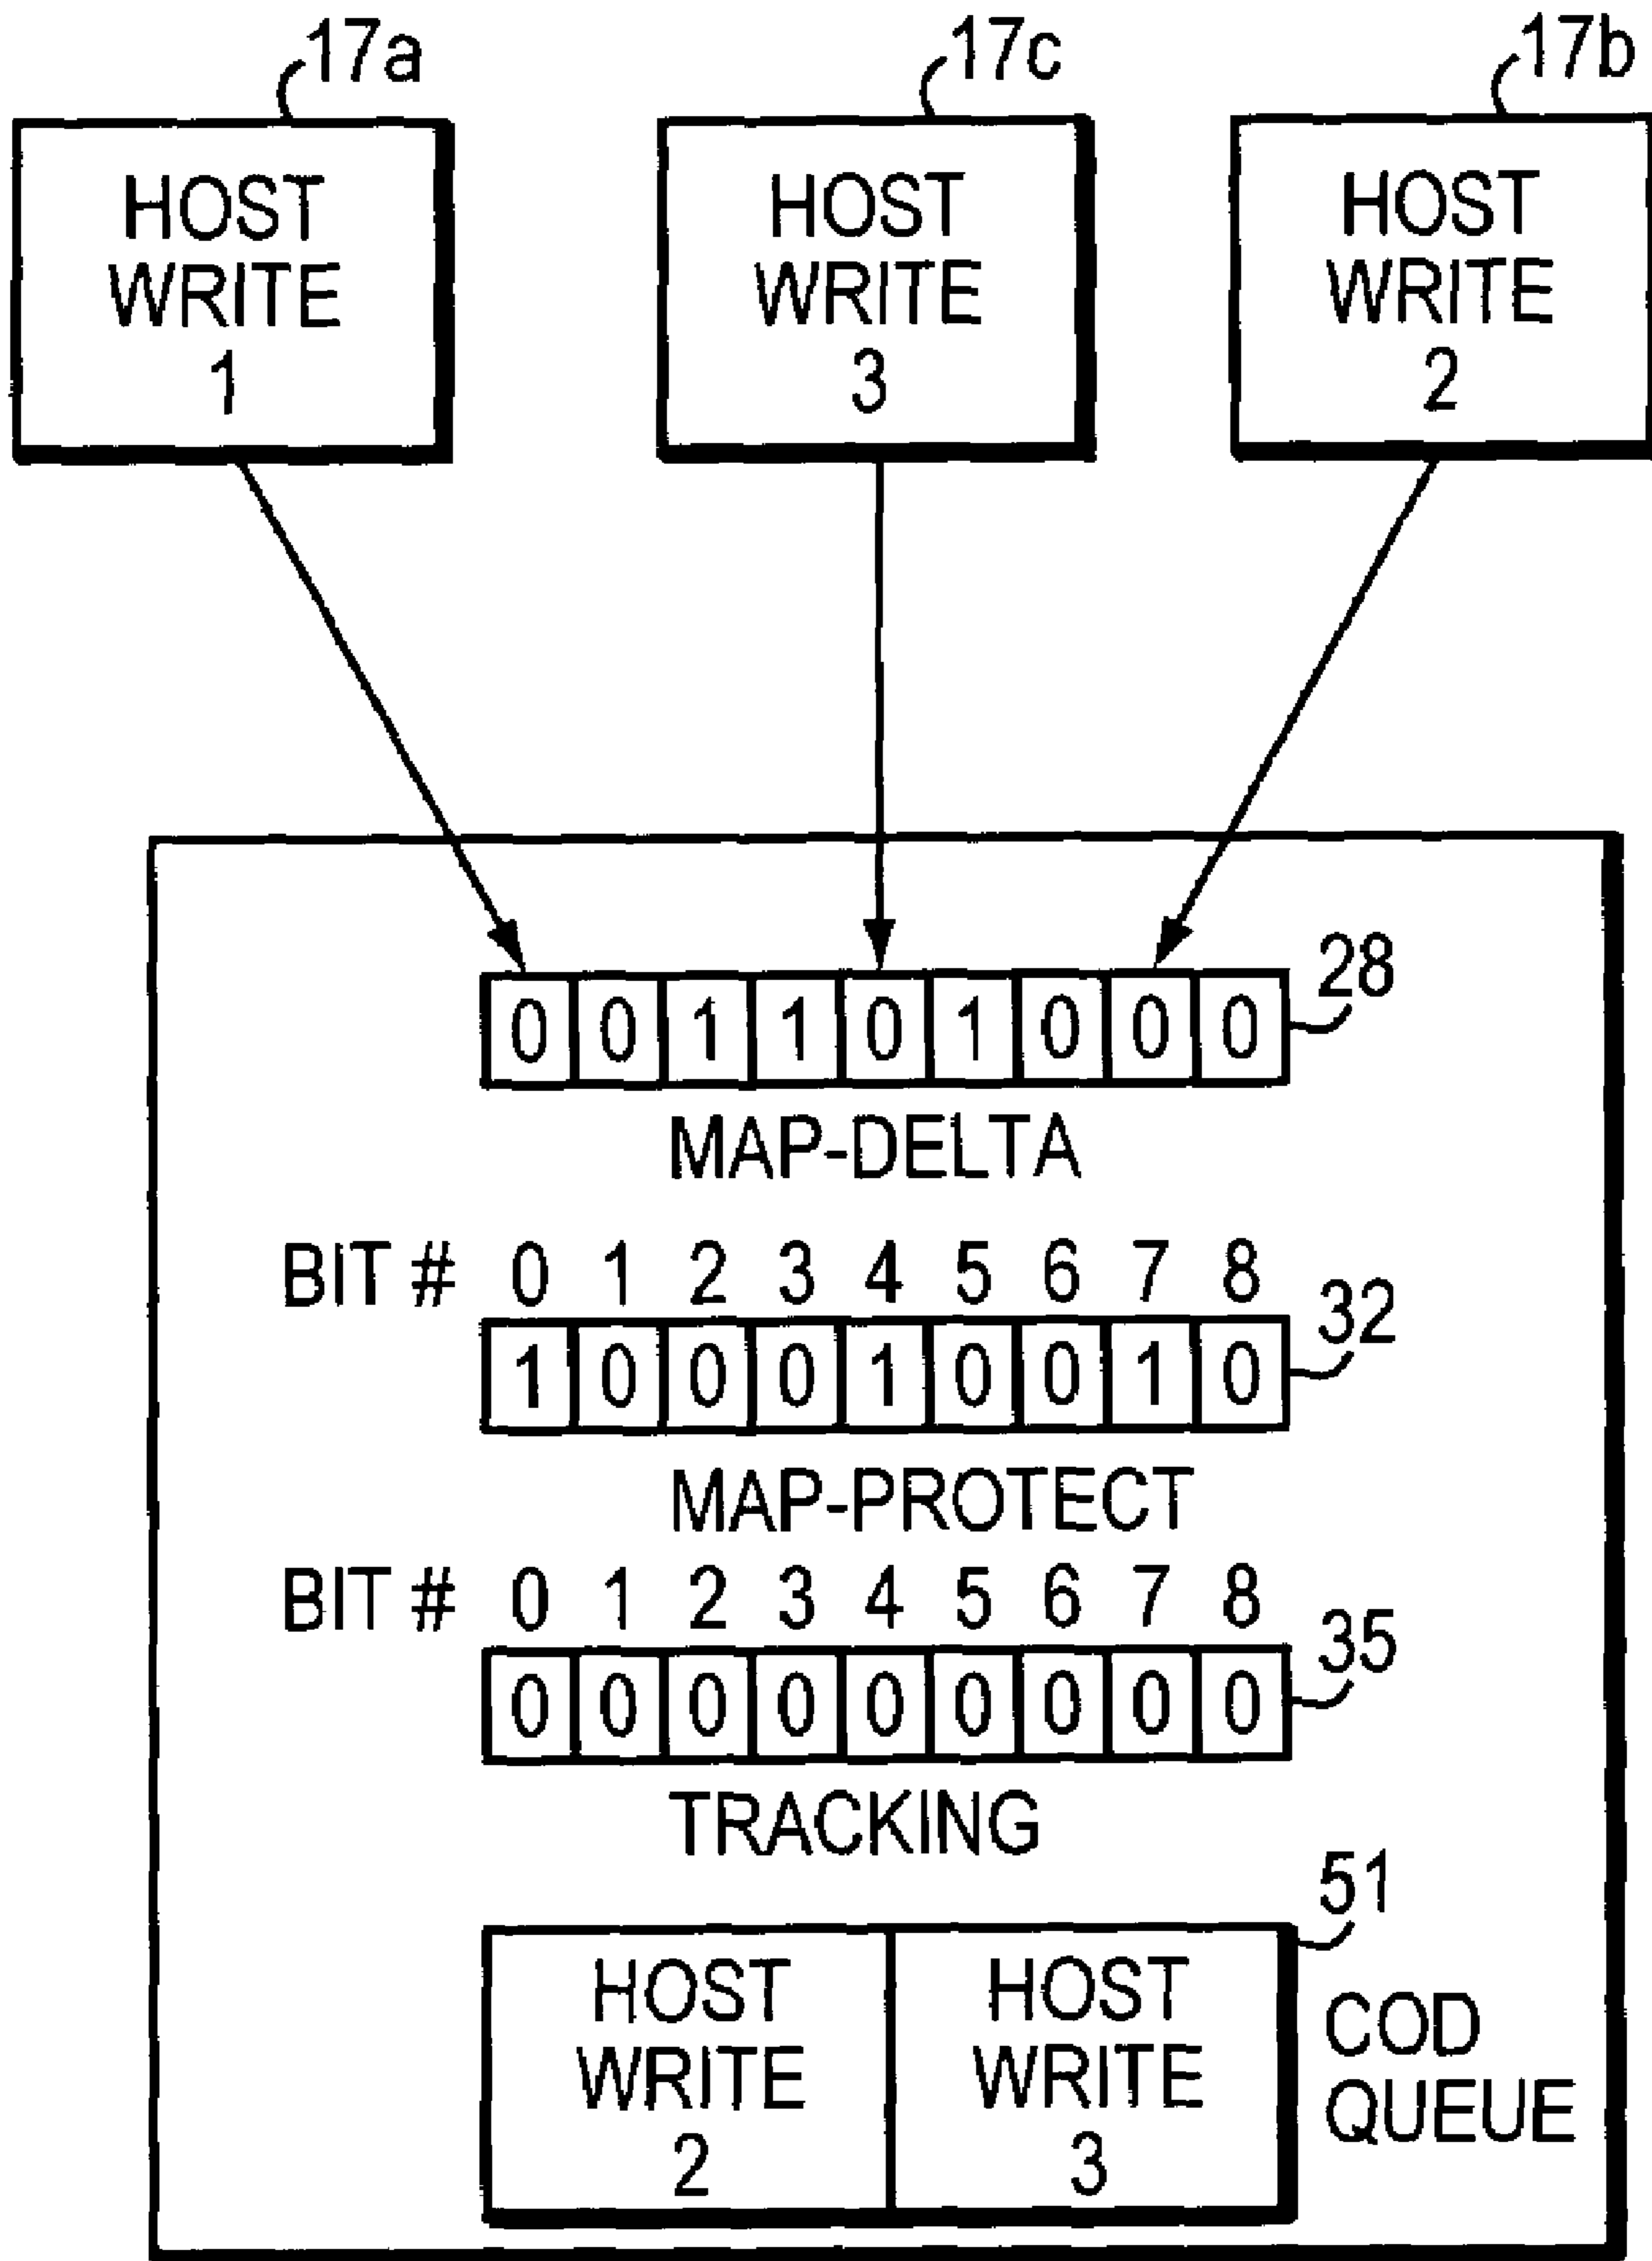 17a 17c 17b
HOST WRITE 1
HOST WRITE 3
HOST WRITE 2
0 0 1 1 0 1 0 0 0 28
MAP-DELTA
BIT # 0 1 2 3 4 5 6 7 8
1 0 0 0 1 0 0 1 0 32
MAP-PROTECT
BIT # 0 1 2 3 4 5 6 7 8
0 0 0 0 0 0 0 0 0 35
TRACKING
51
HOST WRITE 2
HOST WRITE 3
COD QUEUE